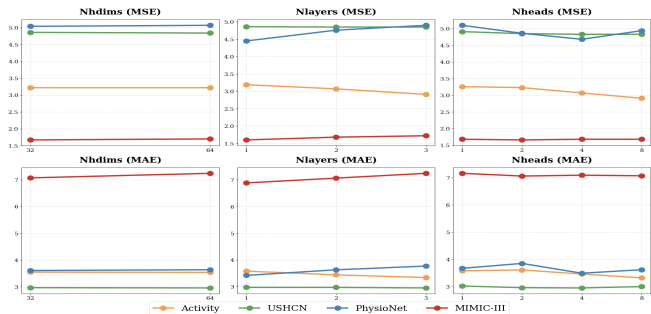 Nhdims (MSE) Nlayers (MSE) Nheads (MSE)
5.0 5.0 5.0
4.5 4.5 4.5
4.0 4.0 4.0
3.5 3.5 3.5
3.0 3.0 3.0
2.5 2.5 2.5
2.0 2.0 2.0
1.5 1.5 1.5
32 64 1 2 3 1 2 4 8
Nhdims (MAE) Nlayers (MAE) Nheads (MAE)
7 7 7
6 6 6
5 5 5
4 4 4
3 3 3
32 64 1 2 3 1 2 4 8
Activity USHCN PhysioNet MIMIC-III